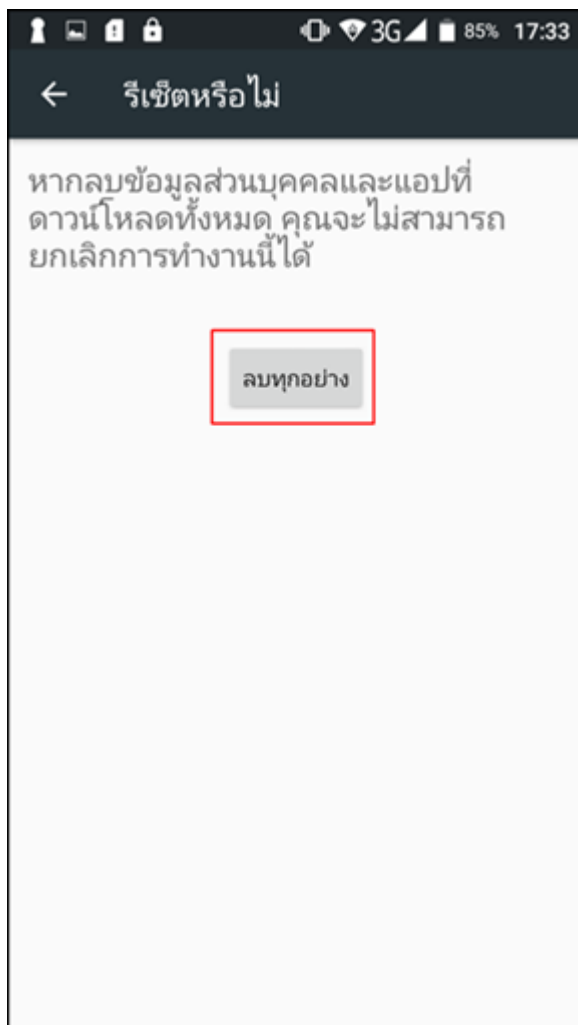 3G 85% 17:33
รีเซ็ตหรือไม่
หากลบข้อมูลส่วนบุคคลและแอปที่
ดาวน์โหลดทั้งหมด คุณจะไม่สามารถ
ยกเลิกการทำงานนี้ได้
ลบทุกอย่าง